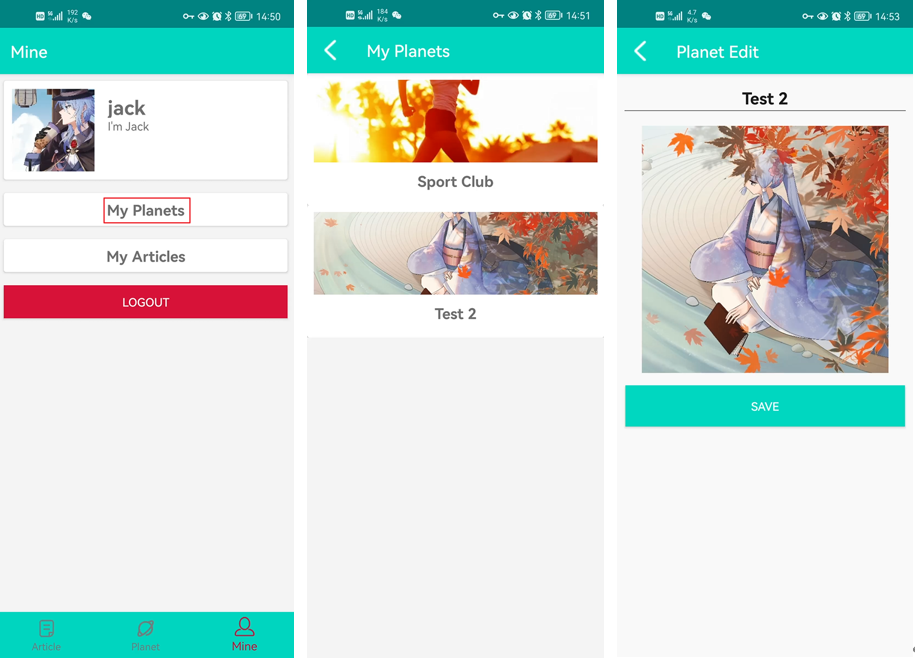 HD 5G 192 K/s 69 14:50
Mine
jack
I'm Jack
My Planets
My Articles
LOGOUT
Article Planet Mine
HD 5G 184 K/s 69 14:51
My Planets
Sport Club
Test 2
HD 5G 4.7 K/s 69 14:53
Planet Edit
Test 2
SAVE